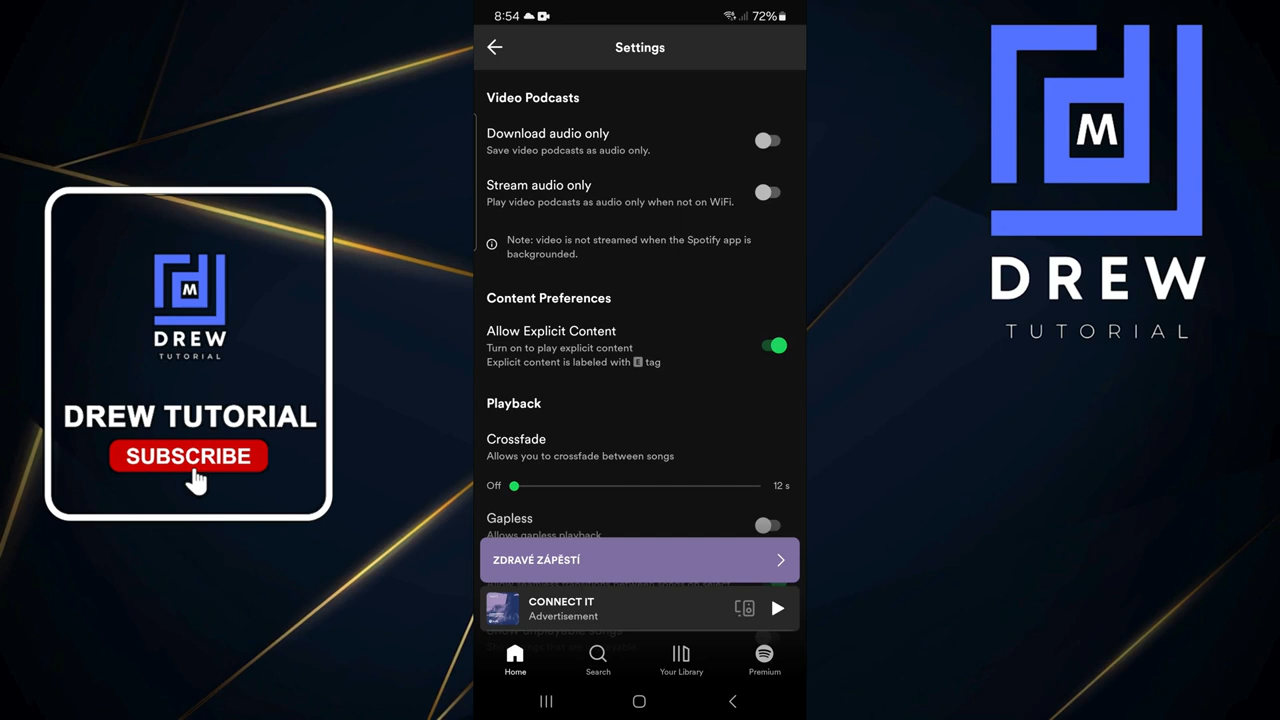 8:54
72%
Settings
Video Podcasts
Download audio only
Save video podcasts as audio only.
Stream audio only
Play video podcasts as audio only when not on WiFi.
Note: video is not streamed when the Spotify app is
backgrounded.
Content Preferences
Allow Explicit Content
Turn on to play explicit content
Explicit content is labeled with E tag
Playback
Crossfade
Allows you to crossfade between songs
Off
12 s
Gapless
Allows gapless playback
ZDRAVÉ ZÁPĚSTÍ
CONNECT IT
Advertisement
Home
Search
Your Library
Premium
M
DREW
TUTORIAL
DREW TUTORIAL
SUBSCRIBE
M
DREW
TUTORIAL